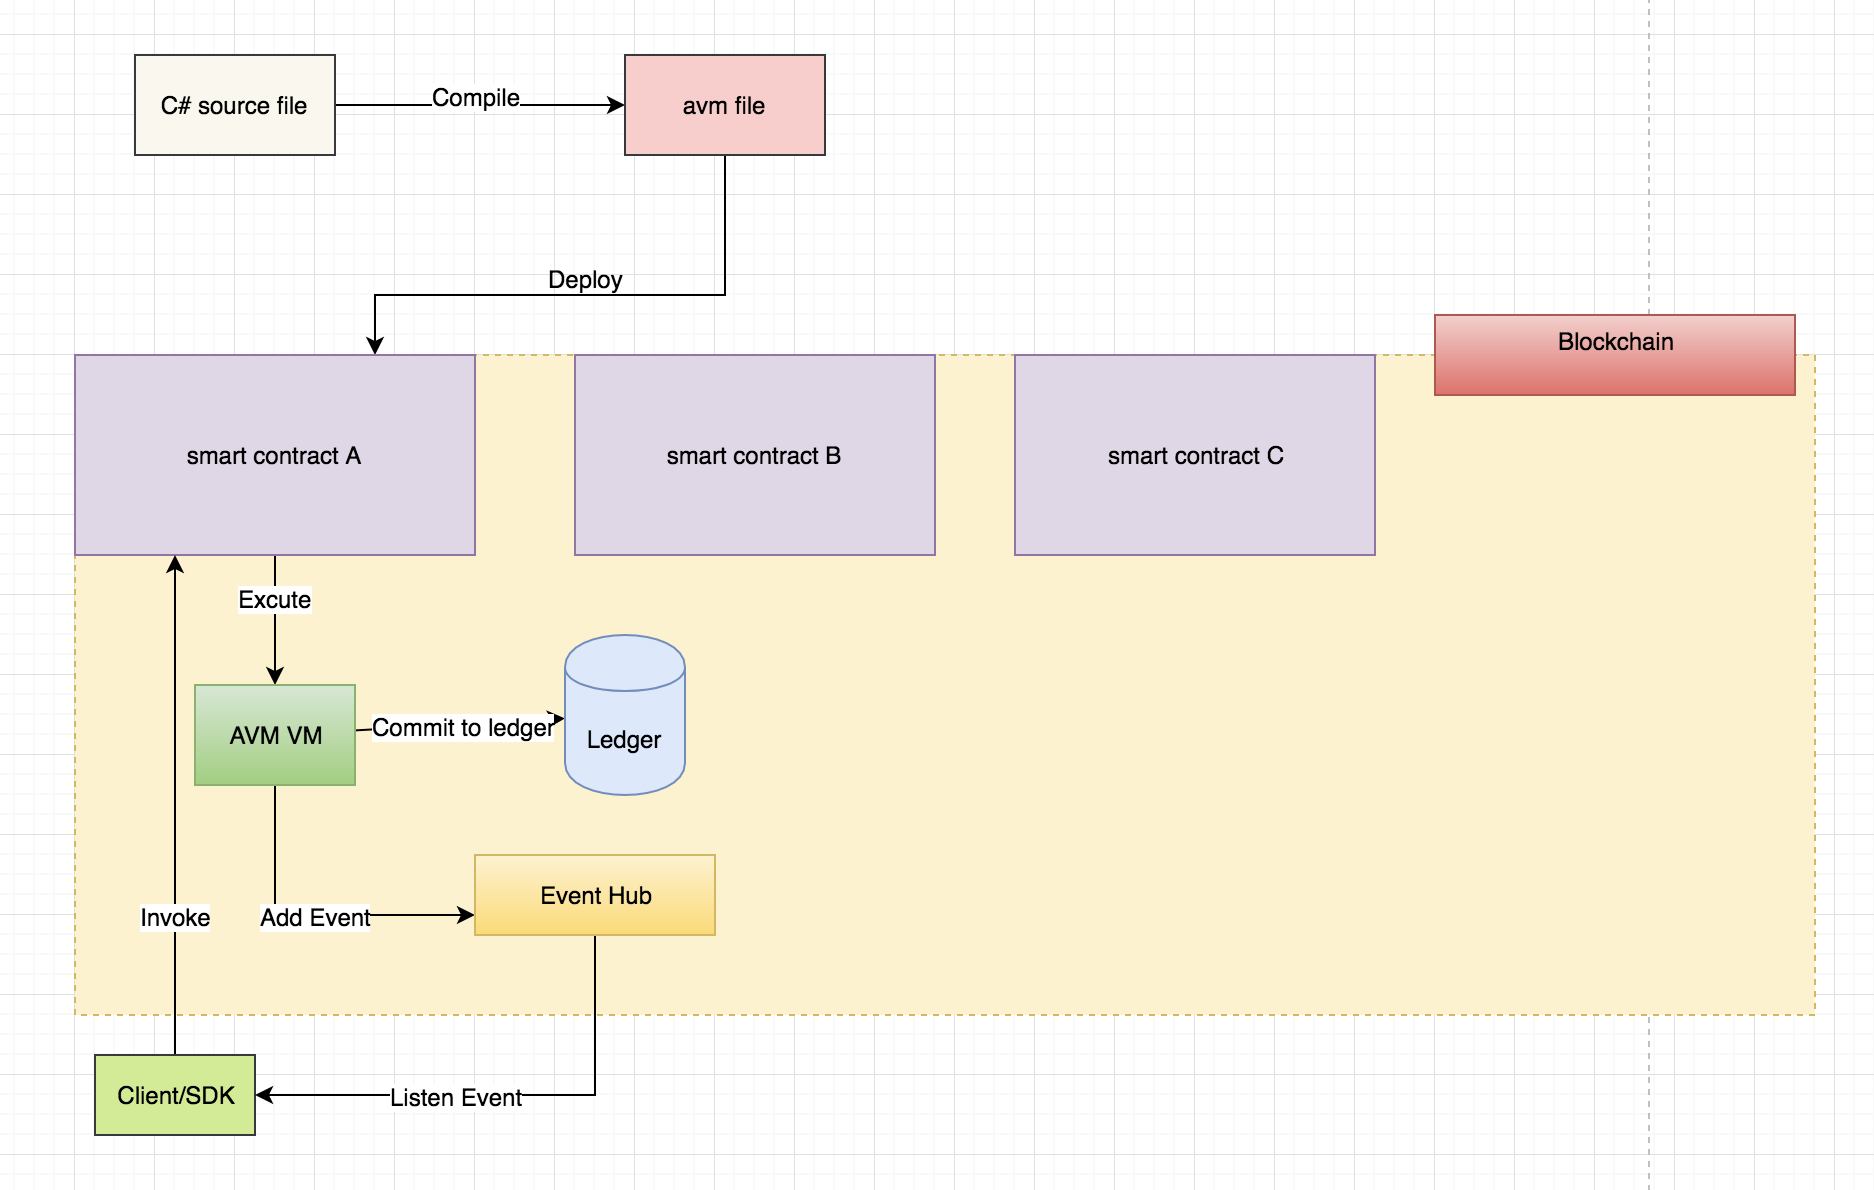 C# source file
Compile
avm file
Deploy
Blockchain
smart contract A
smart contract B
smart contract C
Excute
AVM VM
Commit to ledger
Ledger
Event Hub
Invoke
Add Event
Client/SDK
Listen Event